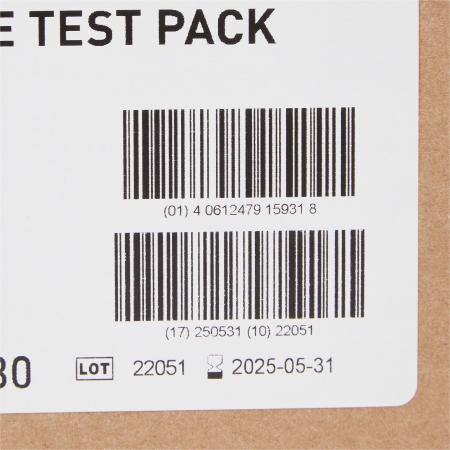 E TEST PACK
(01) 4 0612479 15931 8
(17) 250531 (10) 22051
30 LOT 22051 2025-05-31